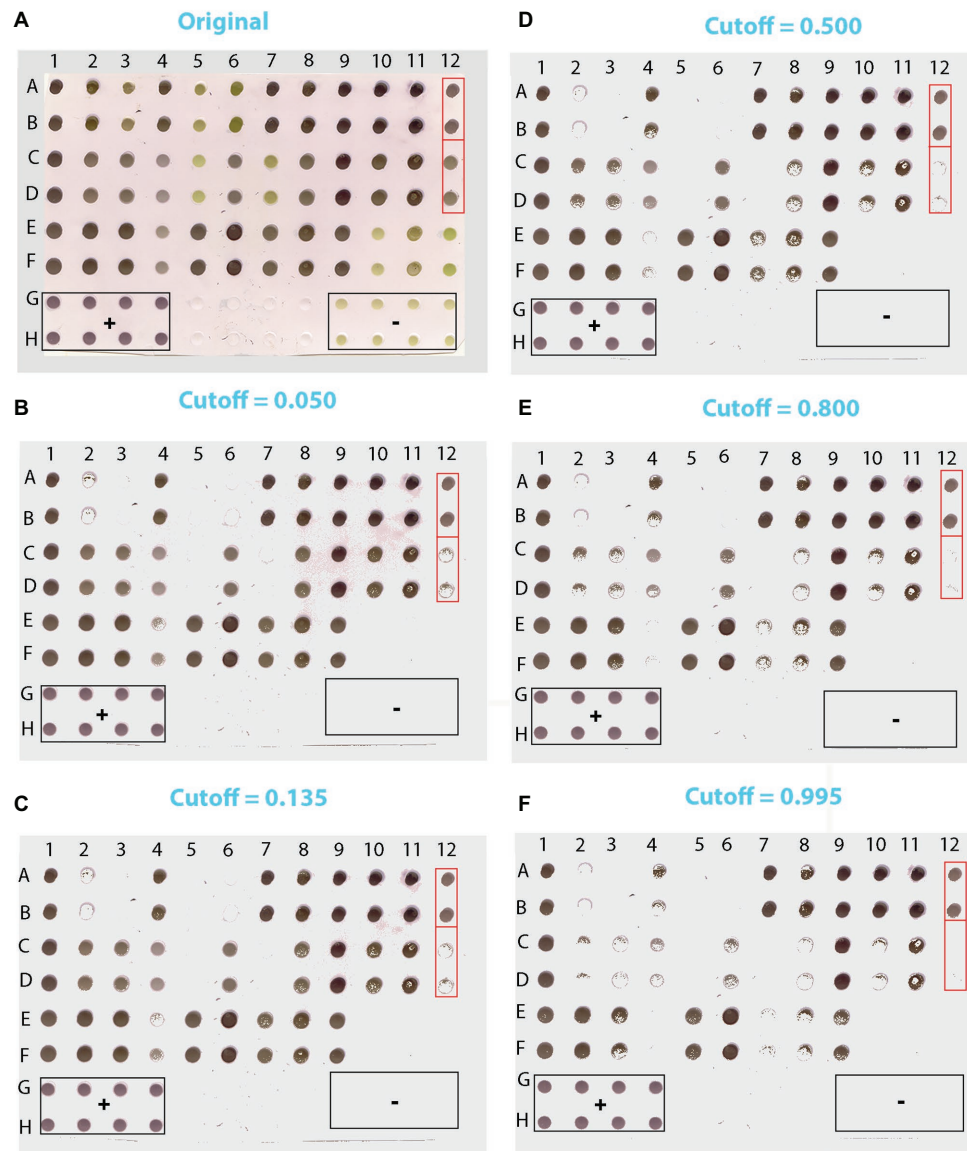 A
Original
1 2 3 4 5 6 7 8 9 10 11 12
A
B
C
D
E
F
G
H
+
-
B
Cutoff = 0.050
1 2 3 4 5 6 7 8 9 10 11 12
A
B
C
D
E
F
G
H
+
-
C
Cutoff = 0.135
1 2 3 4 5 6 7 8 9 10 11 12
A
B
C
D
E
F
G
H
+
-
D
Cutoff = 0.500
1 2 3 4 5 6 7 8 9 10 11 12
A
B
C
D
E
F
G
H
+
-
E
Cutoff = 0.800
1 2 3 4 5 6 7 8 9 10 11 12
A
B
C
D
E
F
G
H
+
-
F
Cutoff = 0.995
1 2 3 4 5 6 7 8 9 10 11 12
A
B
C
D
E
F
G
H
+
-